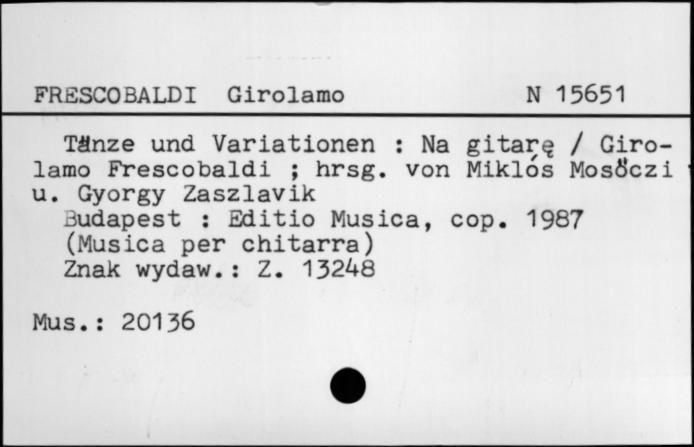 FRESCOBALDI Girolamo N 15651
Tänze und Variationen : Na gitarę / Giro-
lamo Frescobaldi ; hrsg. von Miklós Mosöczi
u. Gyorgy Zaszlavik
Budapest : Editio Musica, cop. 1987
(Musica per chitarra)
Znak wydaw.: Z. 13248
Mus.: 20136